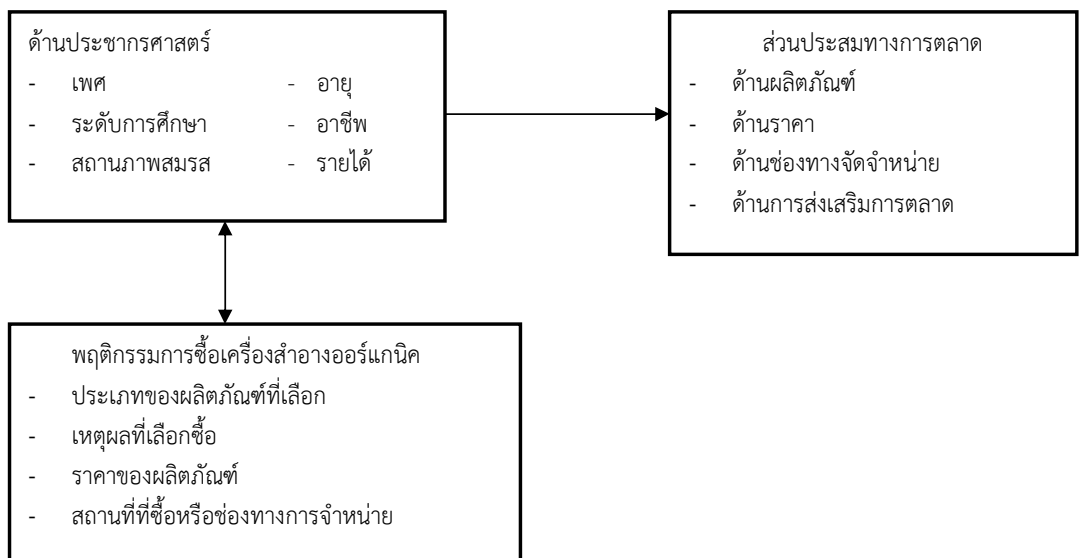 ด้านประชากรศาสตร์
- เพศ - อายุ
- ระดับการศึกษา - อาชีพ
- สถานภาพสมรส - รายได้
ส่วนประสมทางการตลาด
- ด้านผลิตภัณฑ์
- ด้านราคา
- ด้านช่องทางจัดจำหน่าย
- ด้านการส่งเสริมการตลาด
พฤติกรรมการซื้อเครื่องสำอางออร์แกนิค
- ประเภทของผลิตภัณฑ์ที่เลือก
- เหตุผลที่เลือกซื้อ
- ราคาของผลิตภัณฑ์
- สถานที่ที่ซื้อหรือช่องทางการจำหน่าย